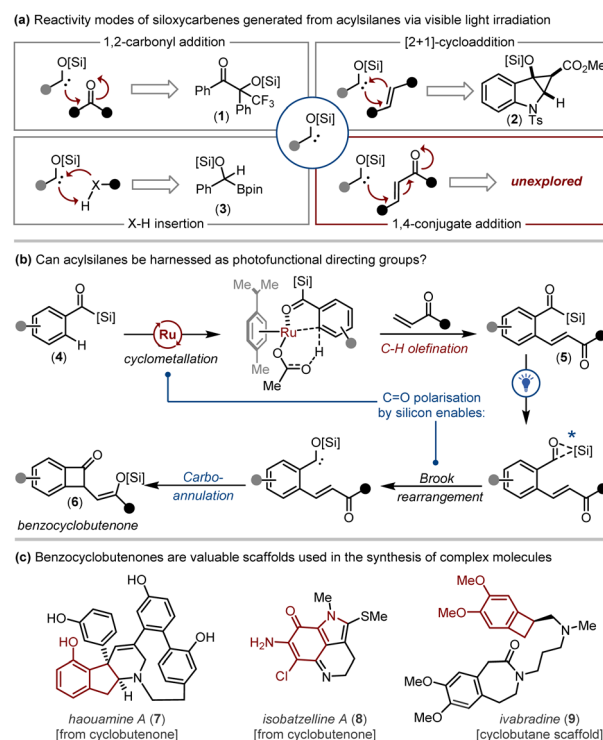 (a) Reactivity modes of siloxycarbenes generated from acylsilanes via visible light irradiation
1,2-carbonyl addition
O[Si]
O
O
O[Si]
Ph
CF3
Ph
(1)
[2+1]-cycloaddition
O[Si]
[Si]O
H
CO2Me
H
N
Ts
(2)
O[Si]
O[Si]
X
H
[Si]O
H
Ph
Bpin
(3)
X-H insertion
O[Si]
O
unexplored
1,4-conjugate addition
(b) Can acylsilanes be harnessed as photofunctional directing groups?
O
[Si]
H
(4)
Ru
cyclometallation
Me
Me
Me
[Si]
O
Ru
H
O
O
Me
O
C-H olefination
O
[Si]
O
(5)
C=O polarisation
by silicon enables:
O
[Si]
*
O
Brook
rearrangement
O[Si]
O
Carbo-
annulation
O
O[Si]
(6)
benzocyclobutenone
(c) Benzocyclobutenones are valuable scaffolds used in the synthesis of complex molecules
HO
HO
HO
OH
H
N
haouamine A (7)
[from cyclobutenone]
Me
O
N
SMe
H2N
Cl
N
isobatzelline A (8)
[from cyclobutenone]
MeO
MeO
N
Me
O
N
MeO
OMe
ivabradine (9)
[cyclobutane scaffold]